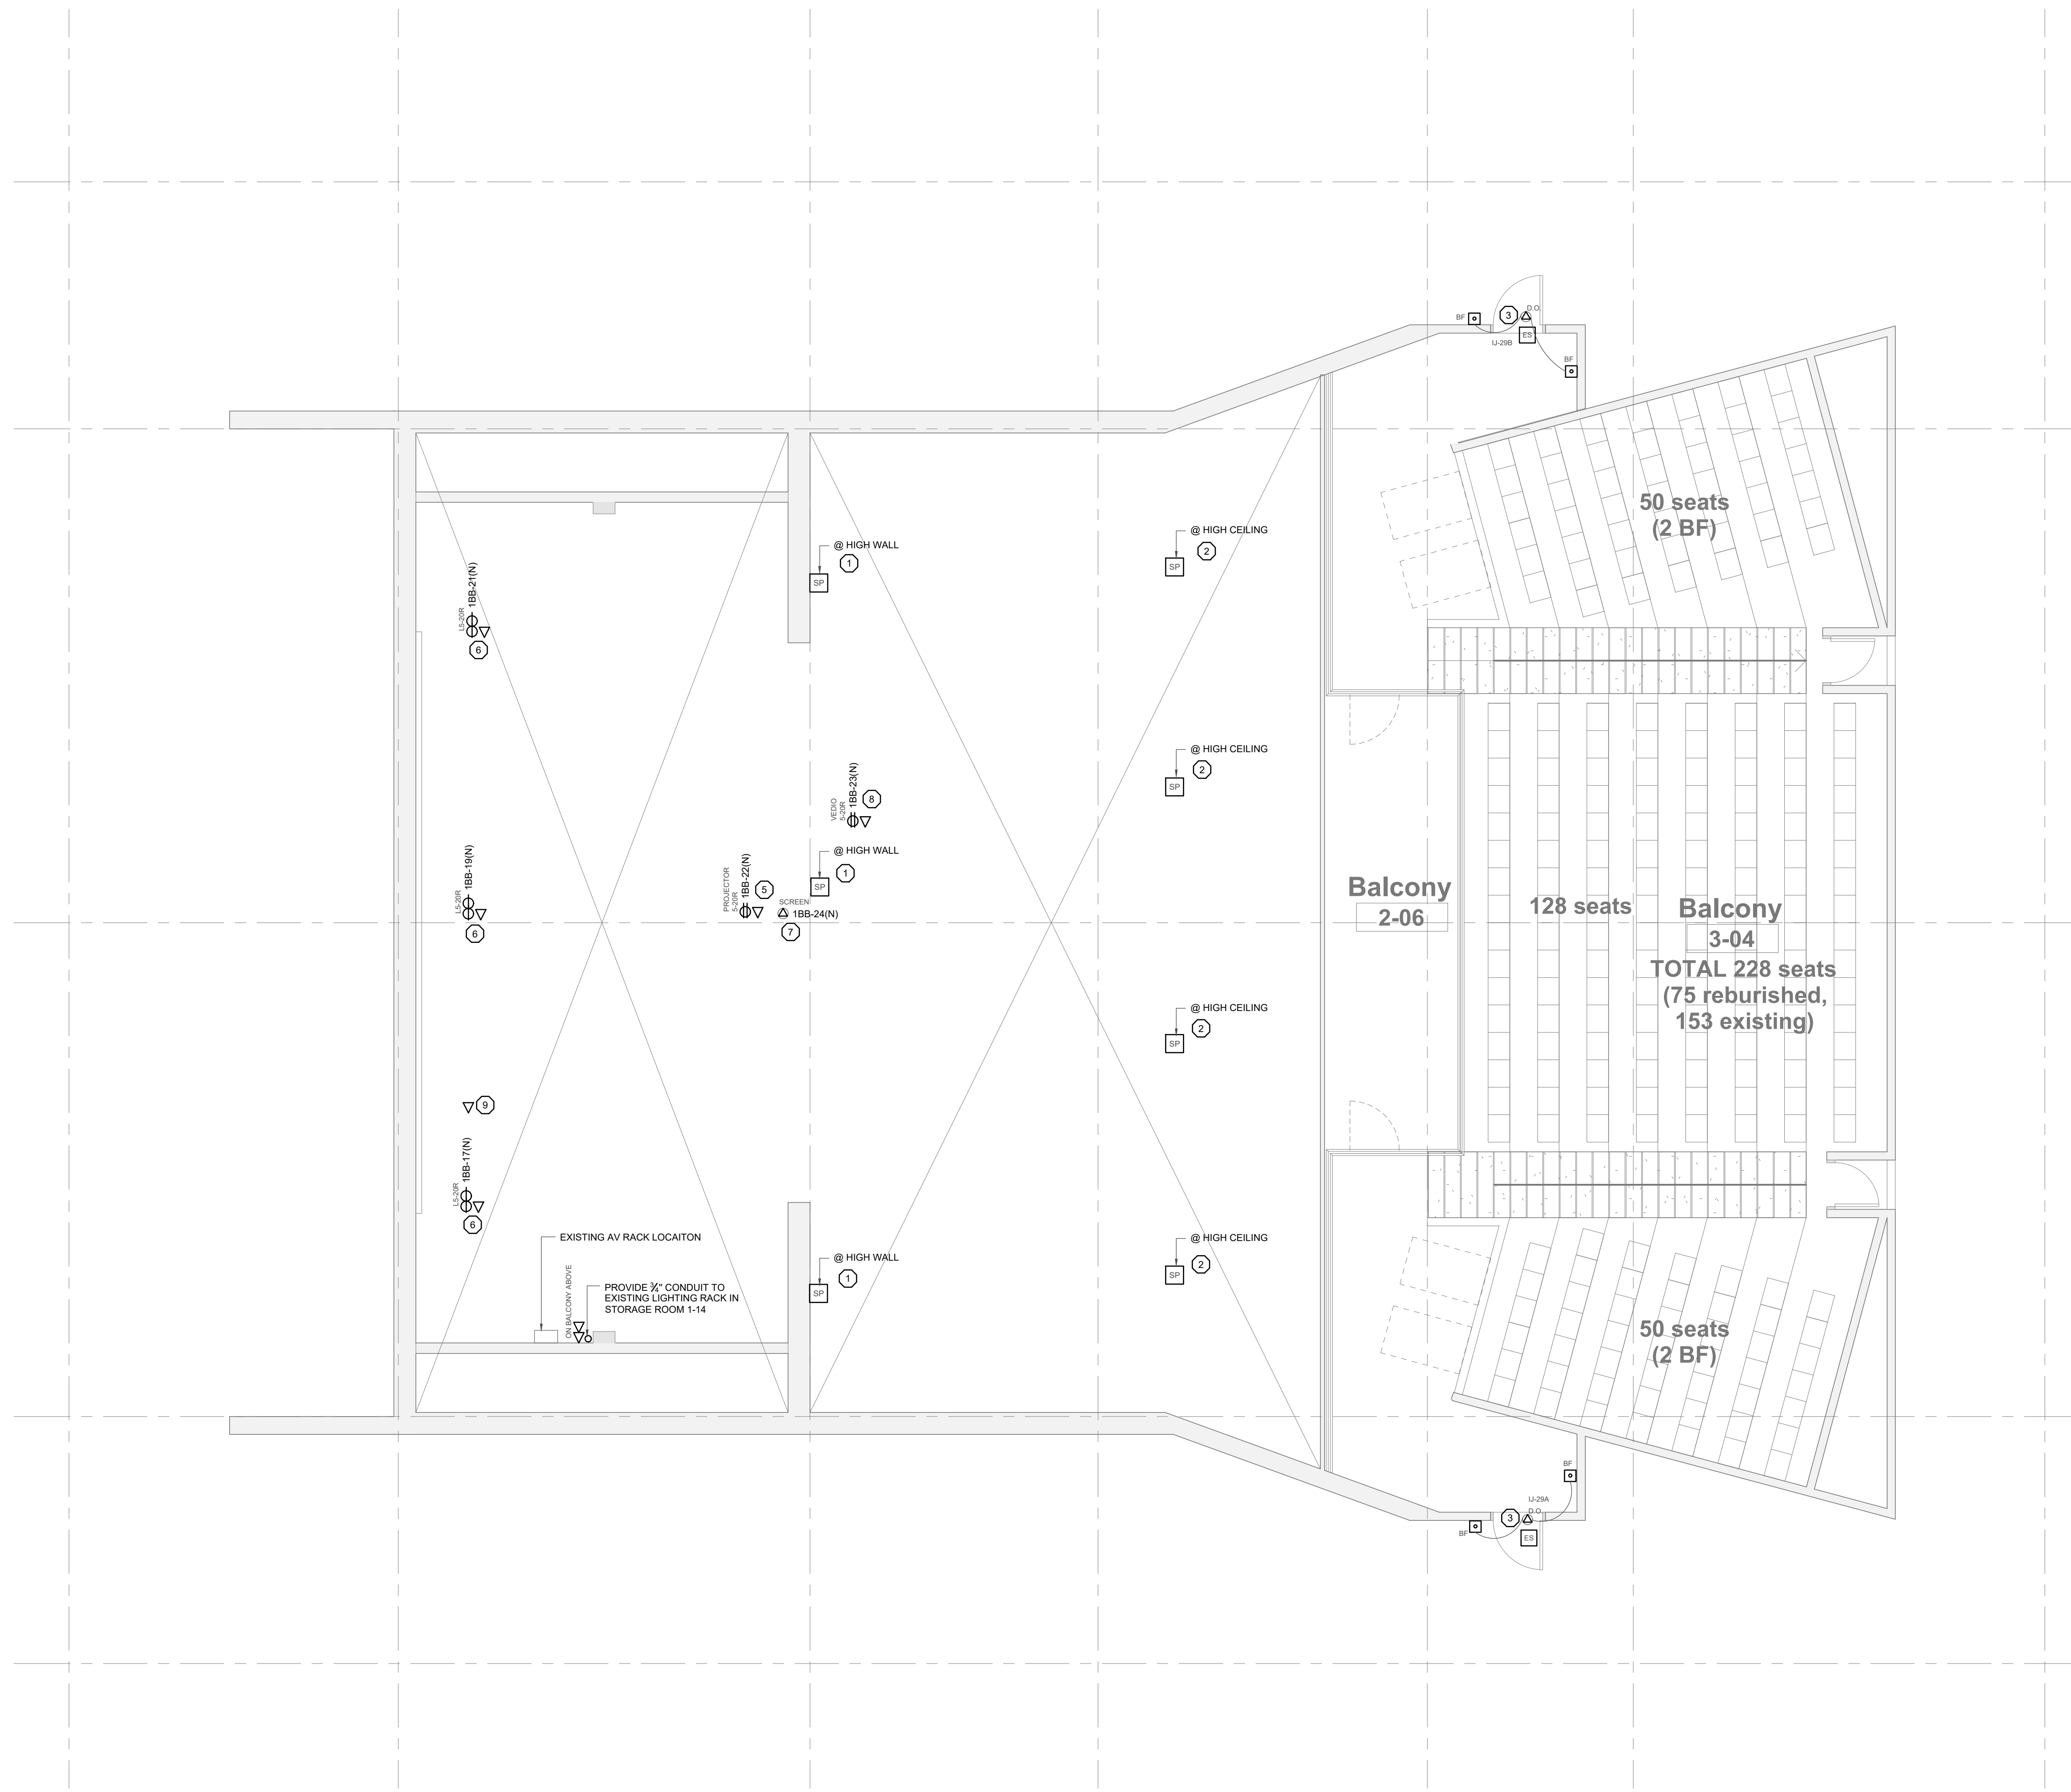 BF
3
D.O.
ES
IJ-29B
BF
50 seats
(2 BF)
@ HIGH WALL
1
SP
@ HIGH CEILING
2
SP
L5-20R
1BB-21(N)
6
@ HIGH CEILING
2
SP
VEDIO
5-20R
1BB-23(N)
8
@ HIGH WALL
1
SP
L5-20R
1BB-19(N)
6
PROJECTOR
5-20R
1BB-22(N)
5
SCREEN
1BB-24(N)
7
Balcony
2-06
128 seats
Balcony
3-04
TOTAL 228 seats
(75 reburished,
153 existing)
@ HIGH CEILING
2
SP
9
L5-20R
1BB-17(N)
6
EXISTING AV RACK LOCAITON
ON BALCONY ABOVE
PROVIDE ¾" CONDUIT TO
EXISTING LIGHTING RACK IN
STORAGE ROOM 1-14
@ HIGH WALL
1
SP
@ HIGH CEILING
2
SP
50 seats
(2 BF)
BF
IJ-29A
D.O.
3
BF
ES